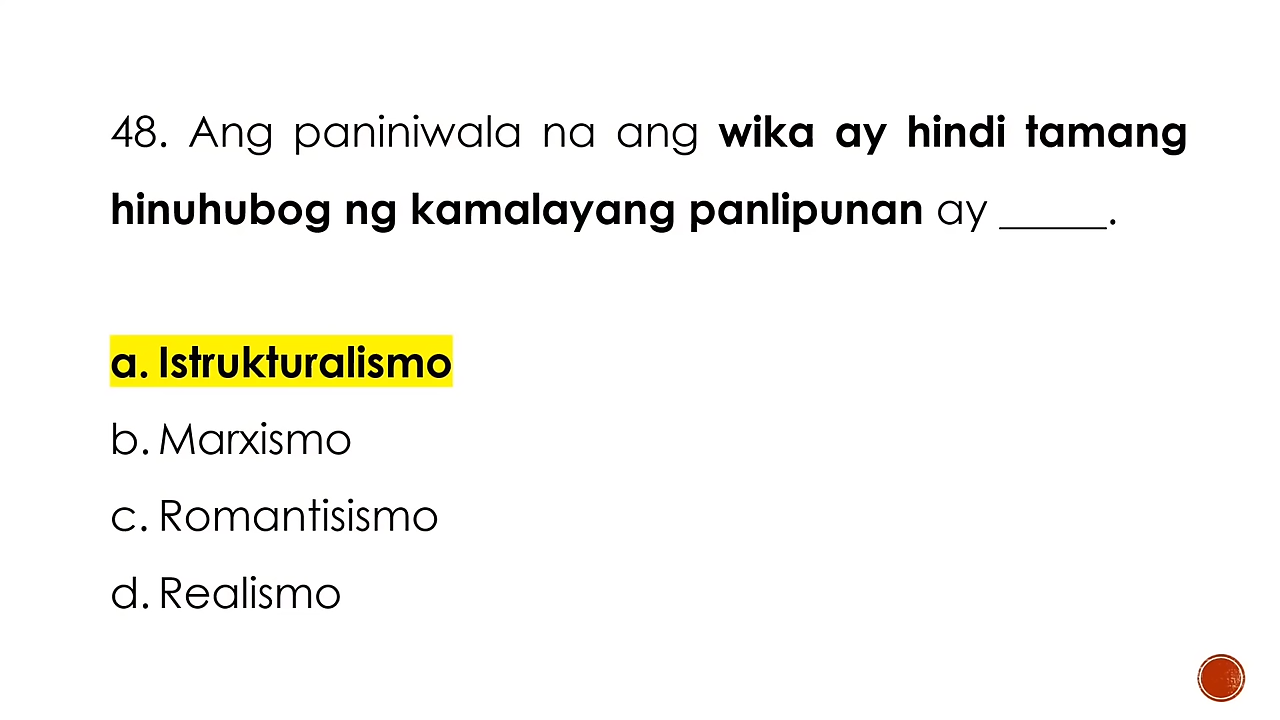 48. Ang paniniwala na ang wika ay hindi tamang
hinuhubog ng kamalayang panlipunan ay _____.
a. Istrukturalismo
b. Marxismo
c. Romantisismo
d. Realismo